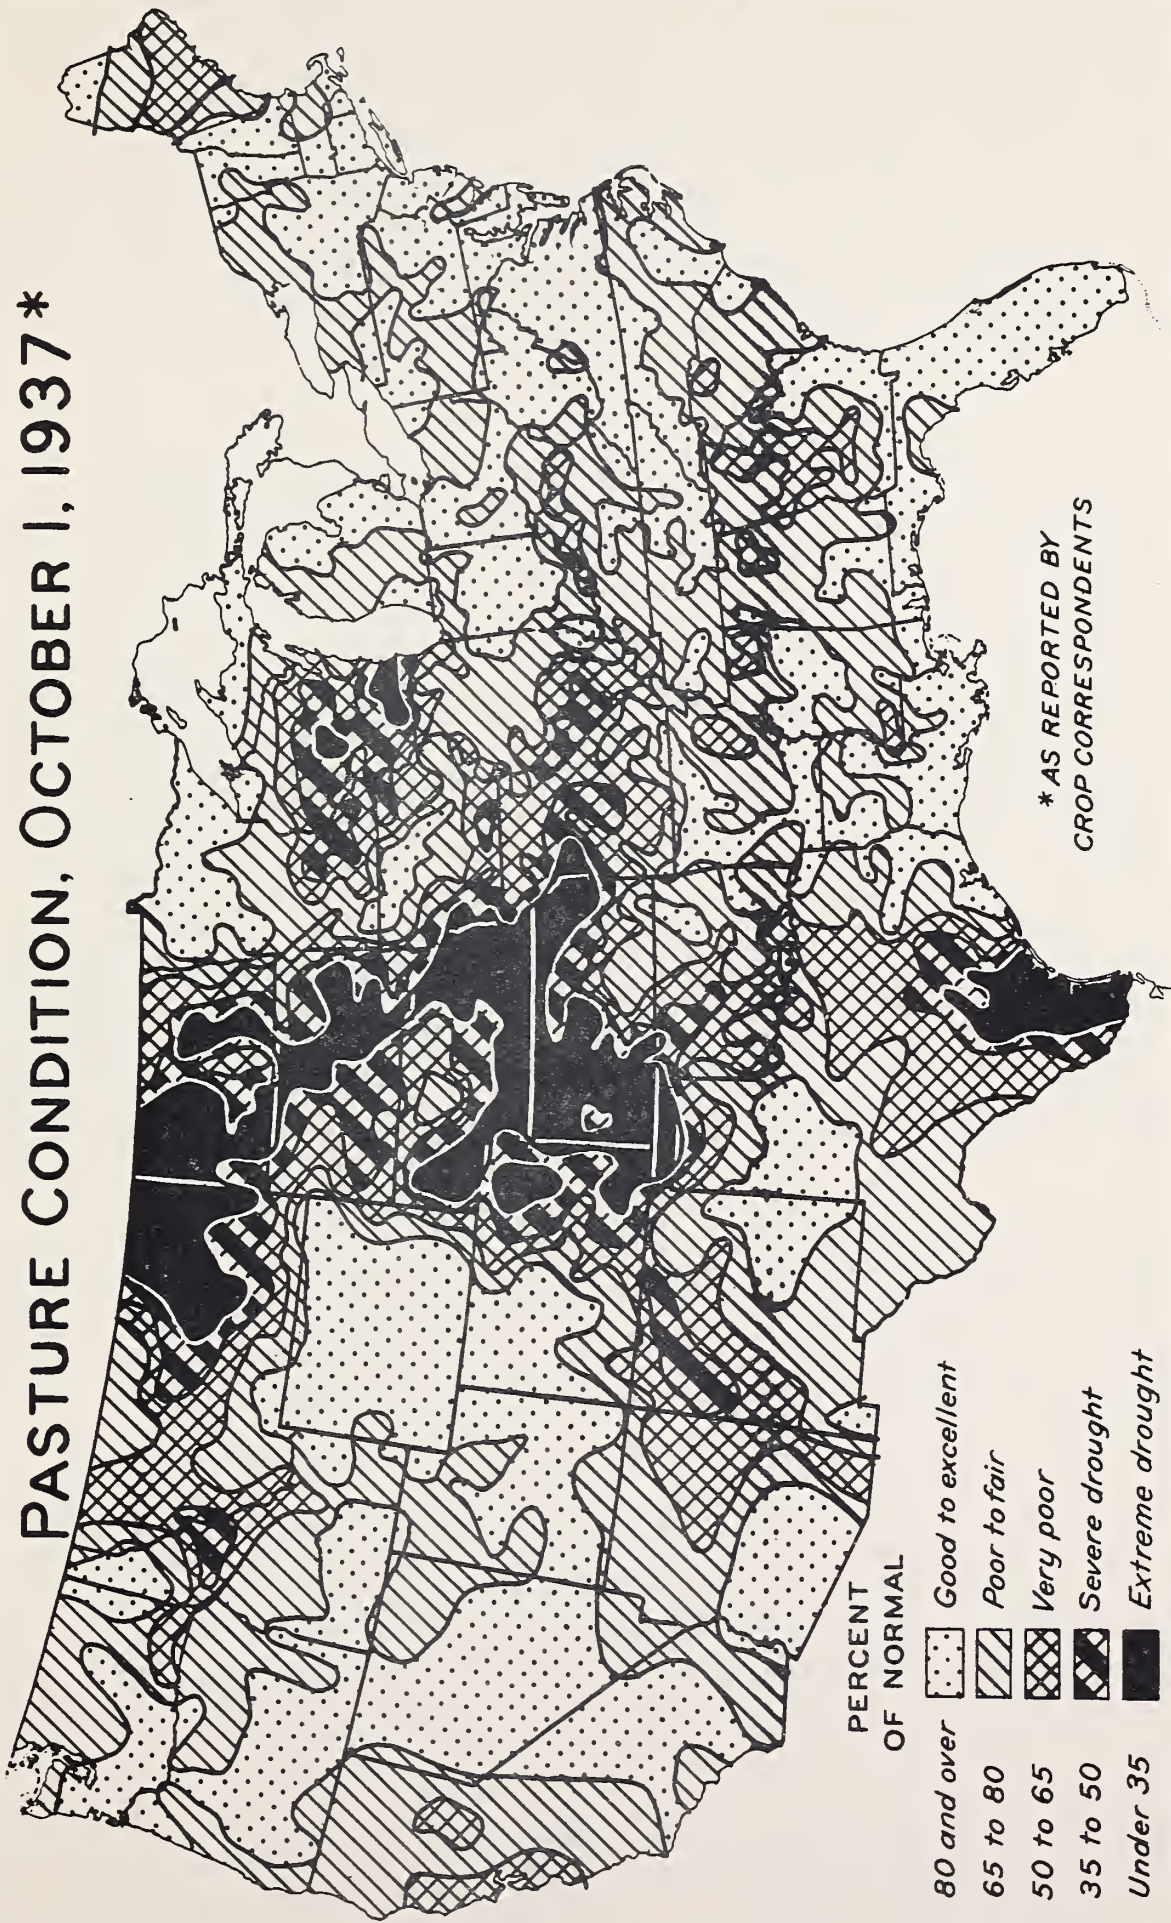 PASTURE CONDITION, OCTOBER 1, 1937*
* AS REPORTED BY
CROP CORRESPONDENTS
PERCENT
OF NORMAL
80 and over Good to excellent
65 to 80 Poor to fair
50 to 65 Very poor
35 to 50 Severe drought
Under 35 Extreme drought